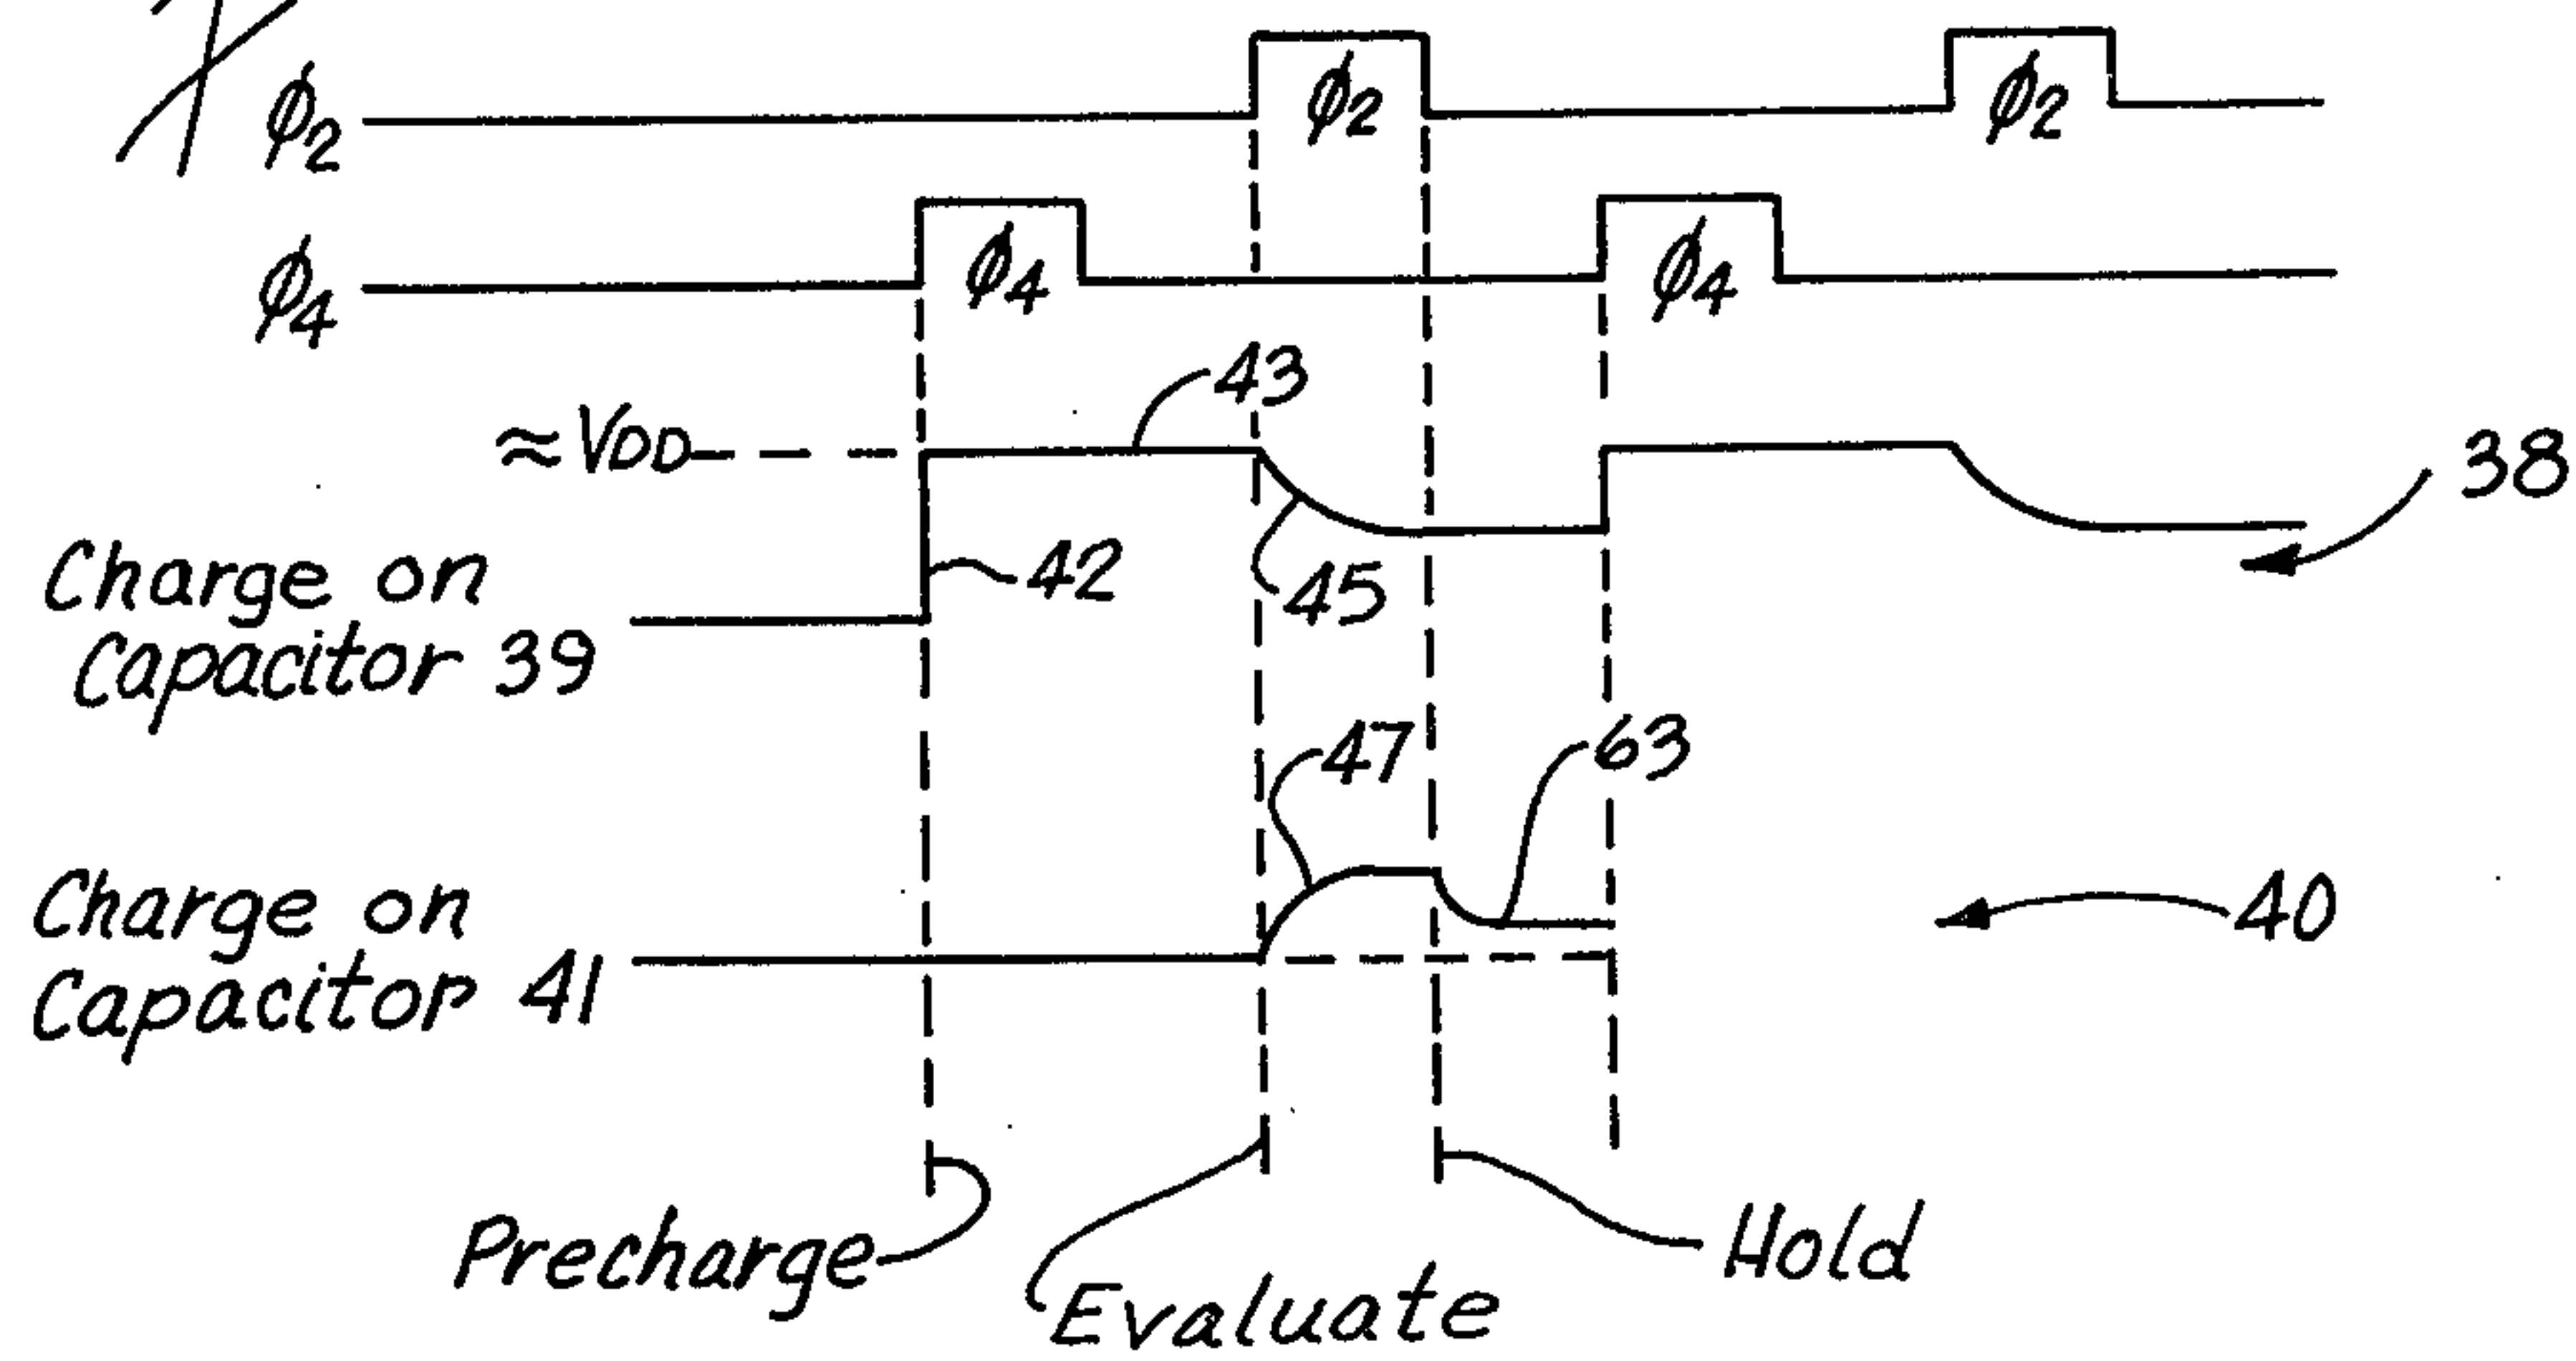 ϕ2
ϕ2
ϕ2
ϕ4
ϕ4
ϕ4
43
≈ VDD
38
42
45
Charge on
Capacitor 39
47
63
Charge on
Capacitor 41
40
Precharge
Evaluate
Hold